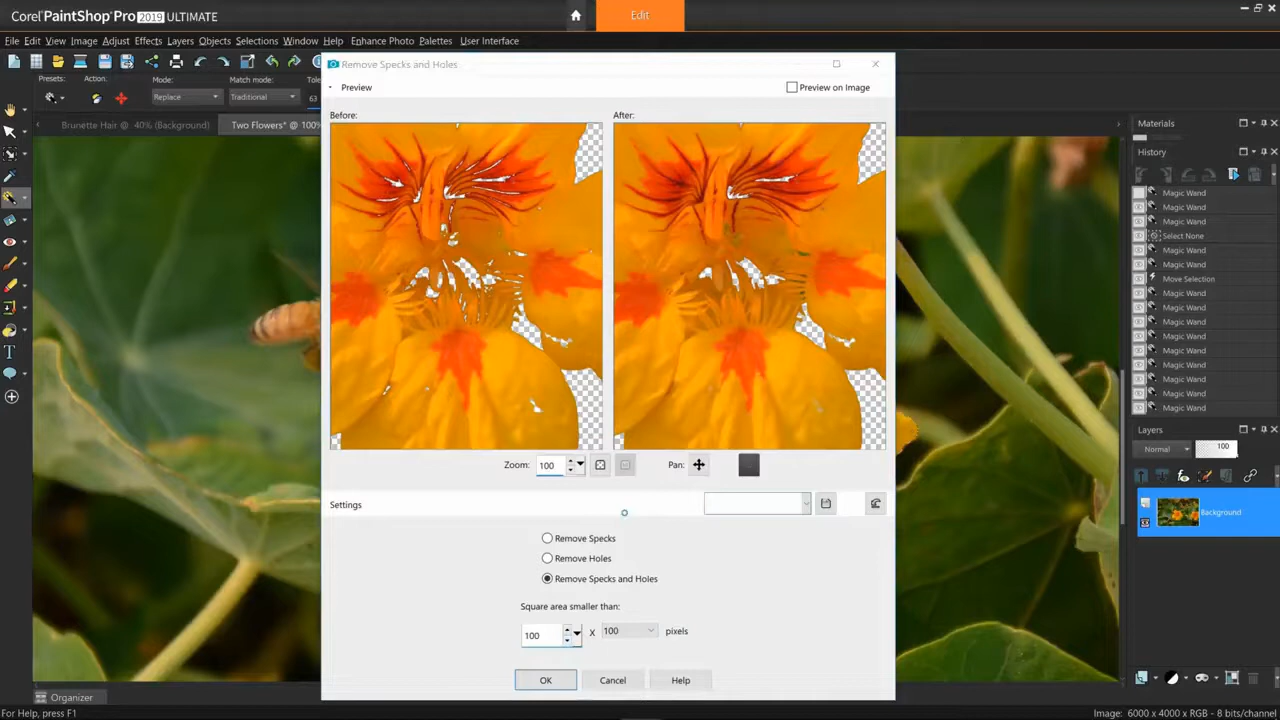 Corel® PaintShop® Pro 2019 ULTIMATE
Edit
File Edit View Image Adjust Effects Layers Objects Selections Window Help Enhance Photo Palettes User Interface
Presets: Action: Mode: Match mode: Tole
Replace Traditional 63
Brunette Hair @ 40% (Background) Two Flowers* @ 100%
Remove Specks and Holes
Preview
Preview on Image
Before: After:
Zoom: 100 Pan:
Settings
Remove Specks
Remove Holes
Remove Specks and Holes
Square area smaller than:
100 X 100 pixels
OK Cancel Help
Materials
History
Magic Wand
Magic Wand
Magic Wand
Select None
Magic Wand
Magic Wand
Move Selection
Magic Wand
Magic Wand
Magic Wand
Magic Wand
Magic Wand
Magic Wand
Magic Wand
Magic Wand
Magic Wand
Layers
Normal 100
Background
Organizer
For Help, press F1
Image: 6000 x 4000 x RGB - 8 bits/channel